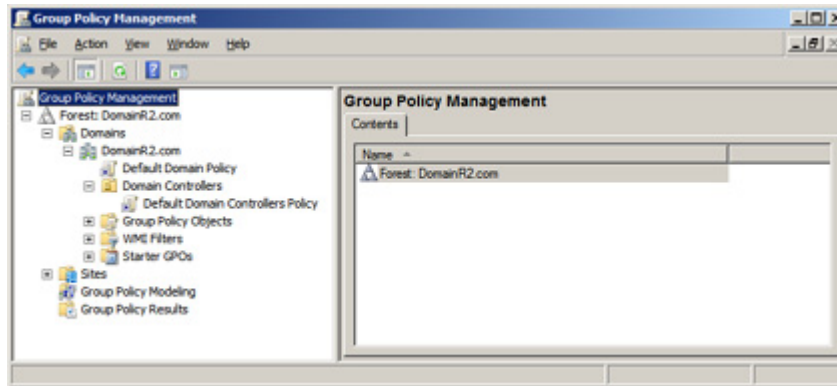 Group Policy Management
File Action View Window Help
Group Policy Management
Forest: DomainR2.com
Domains
DomainR2.com
Default Domain Policy
Domain Controllers
Default Domain Controllers Policy
Group Policy Objects
WMI Filters
Starter GPOs
Sites
Group Policy Modeling
Group Policy Results
Group Policy Management
Contents
Name
Forest: DomainR2.com